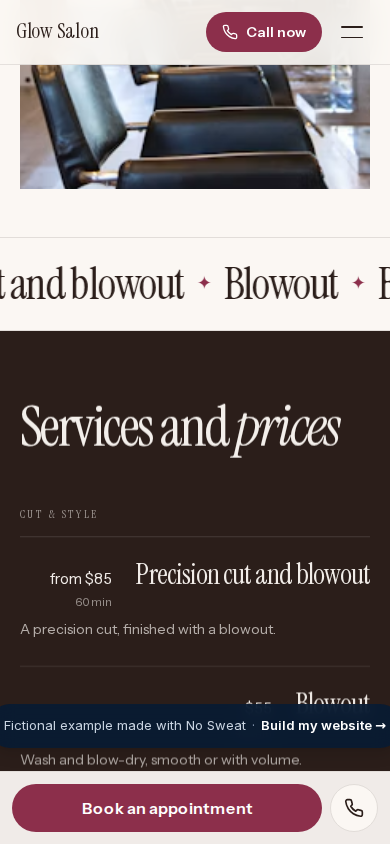 Glow Salon
Call now
t and blowout ✦ Blowout ✦
Services and prices
CUT & STYLE
from $85 Precision cut and blowout
60 min
A precision cut, finished with a blowout.
$55 Blowout
Fictional example made with No Sweat · Build my website →
Wash and blow-dry, smooth or with volume.
Book an appointment